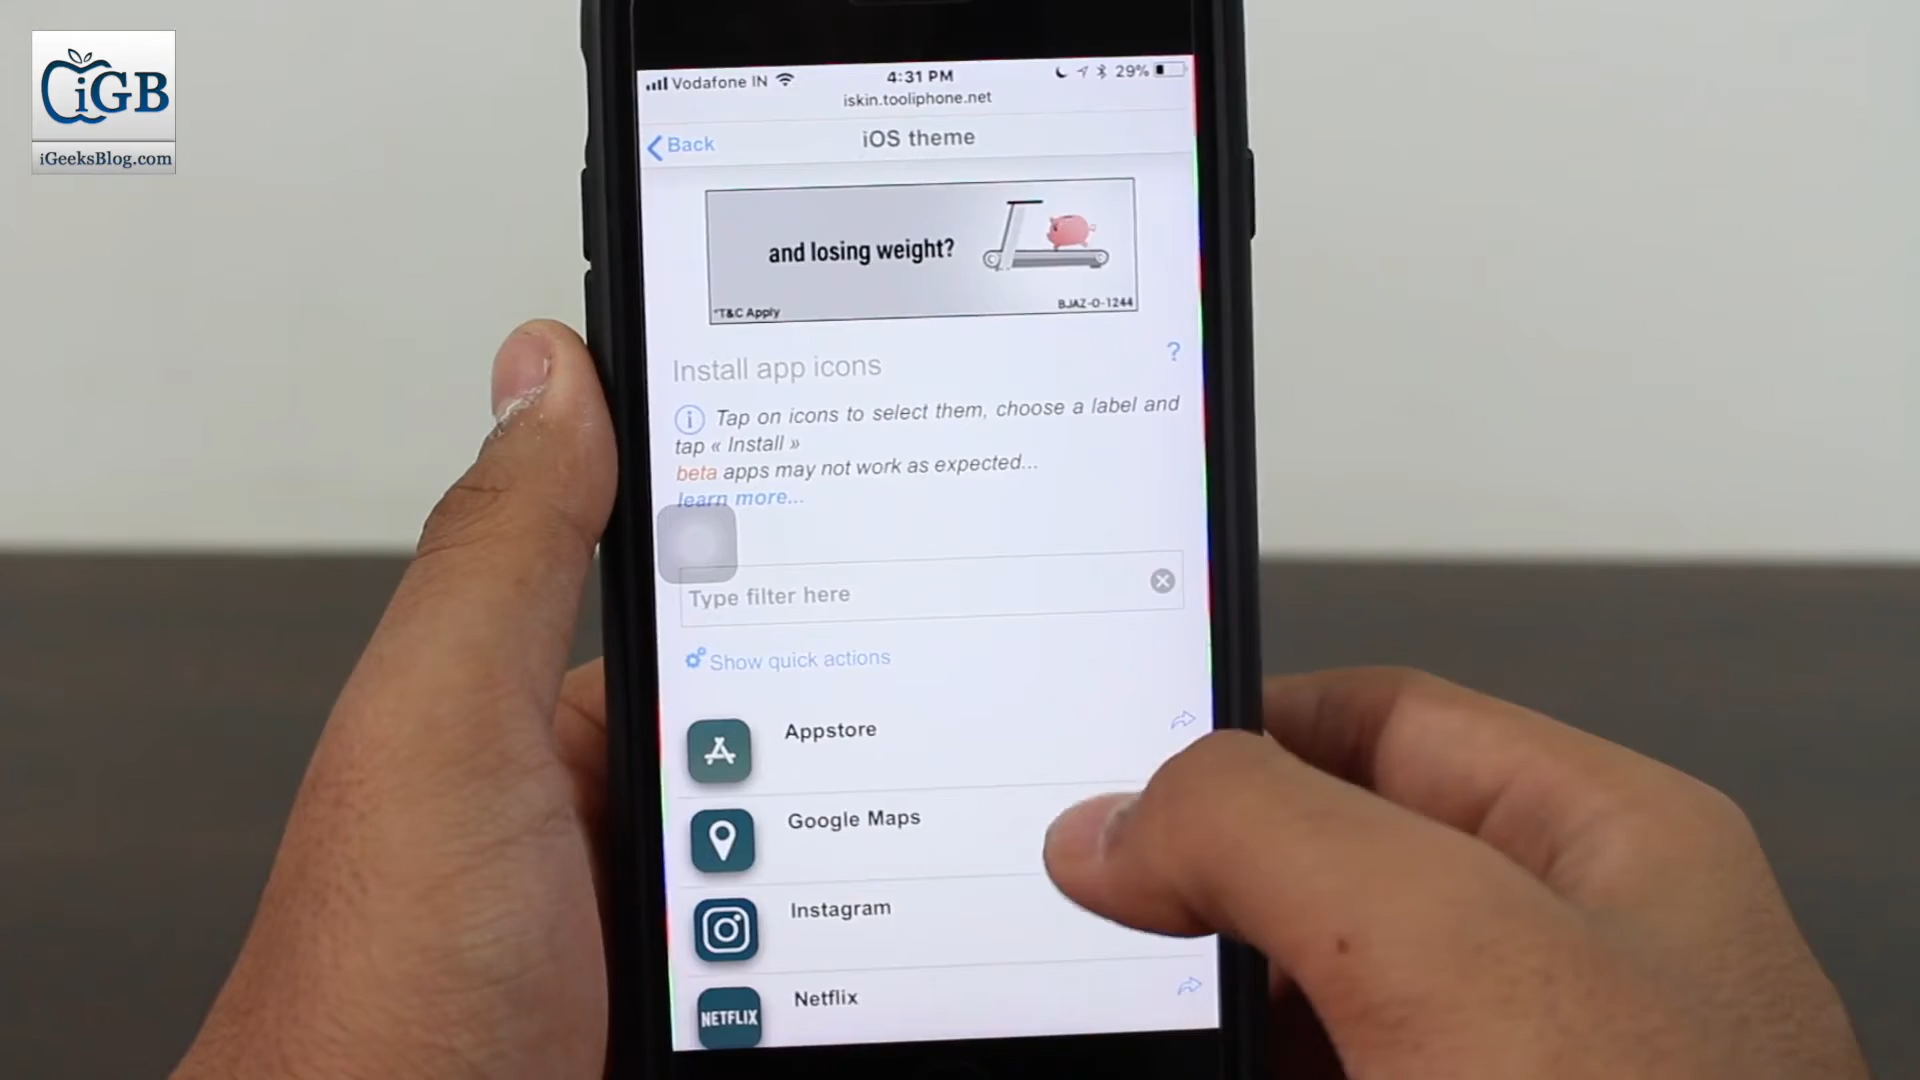 iGB
iGeeksBlog.com
Vodafone IN
4:31 PM
29%
iskin.tooliphone.net
Back
iOS theme
and losing weight?
*T&C Apply
BJAZ-O-1244
Install app icons
?
i Tap on icons to select them, choose a label and
tap « Install »
beta apps may not work as expected...
learn more...
Type filter here
Show quick actions
Appstore
Google Maps
Instagram
NETFLIX
Netflix